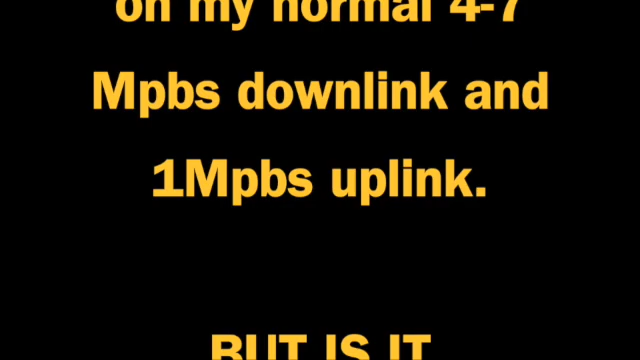 on my normal 4-7
Mpbs downlink and
1Mpbs uplink.
BUT IS IT